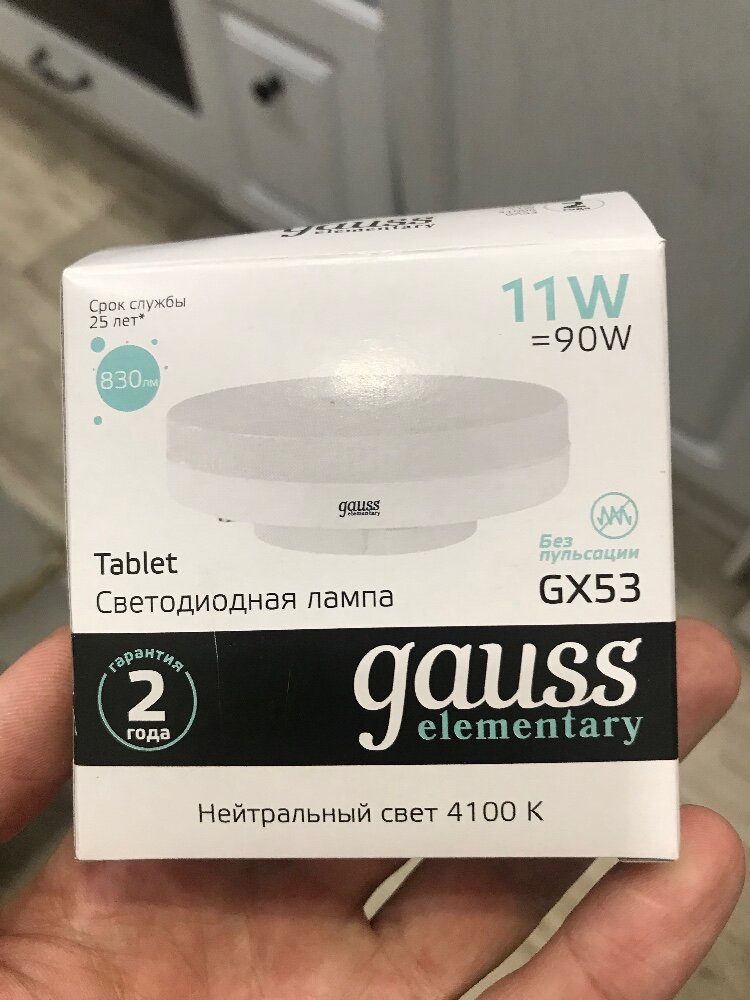 gauss
elementary
Срок службы
25 лет*
830лм
11W
=90W
gauss
elementary
Без
пульсации
Tablet
Светодиодная лампа
GX53
гарантия
2
года
gauss
elementary
Нейтральный свет 4100 K